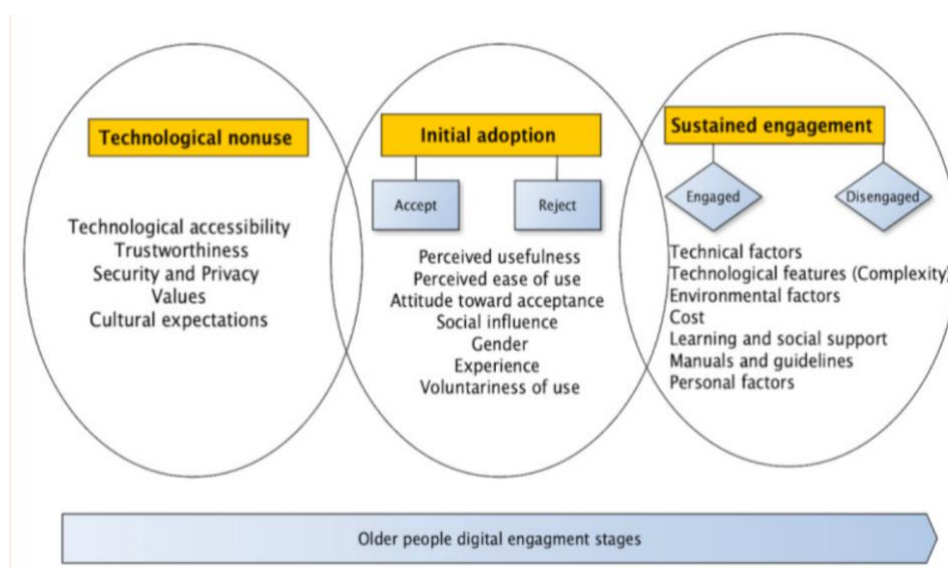 Technological nonuse
Technological accessibility
Trustworthiness
Security and Privacy
Values
Cultural expectations
Initial adoption
Accept
Reject
Perceived usefulness
Perceived ease of use
Attitude toward acceptance
Social influence
Gender
Experience
Voluntariness of use
Sustained engagement
Engaged
Disengaged
Technical factors
Technological features (Complexity)
Environmental factors
Cost
Learning and social support
Manuals and guidelines
Personal factors
Older people digital engagment stages